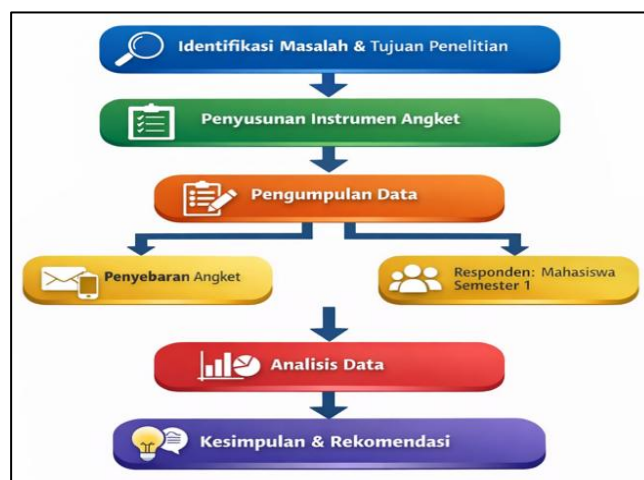 Identifikasi Masalah & Tujuan Penelitian
Penyusunan Instrumen Angket
Pengumpulan Data
Penyebaran Angket
Responden: Mahasiswa
Semester 1
Analisis Data
Kesimpulan & Rekomendasi